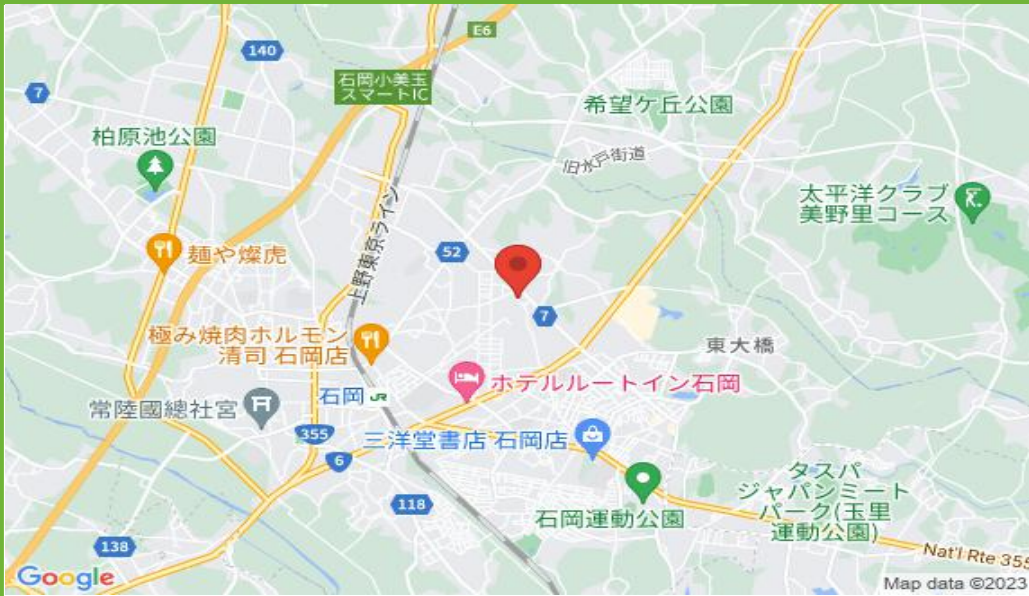 E6
140
石岡小美玉
スマートIC
7
希望ケ丘公園
柏原池公園
旧水戸街道
太平洋クラブ
美野里コース
上野東京ライン
52
麺や燦虎
7
極み焼肉ホルモン
清司 石岡店
東大橋
ホテルルートイン石岡
石岡 JR
常陸國總社宮
355
三洋堂書店 石岡店
6
タスパ
ジャパンミート
パーク(玉里
運動公園)
118
石岡運動公園
138
Nat'l Rte 355
Google
Map data ©2023